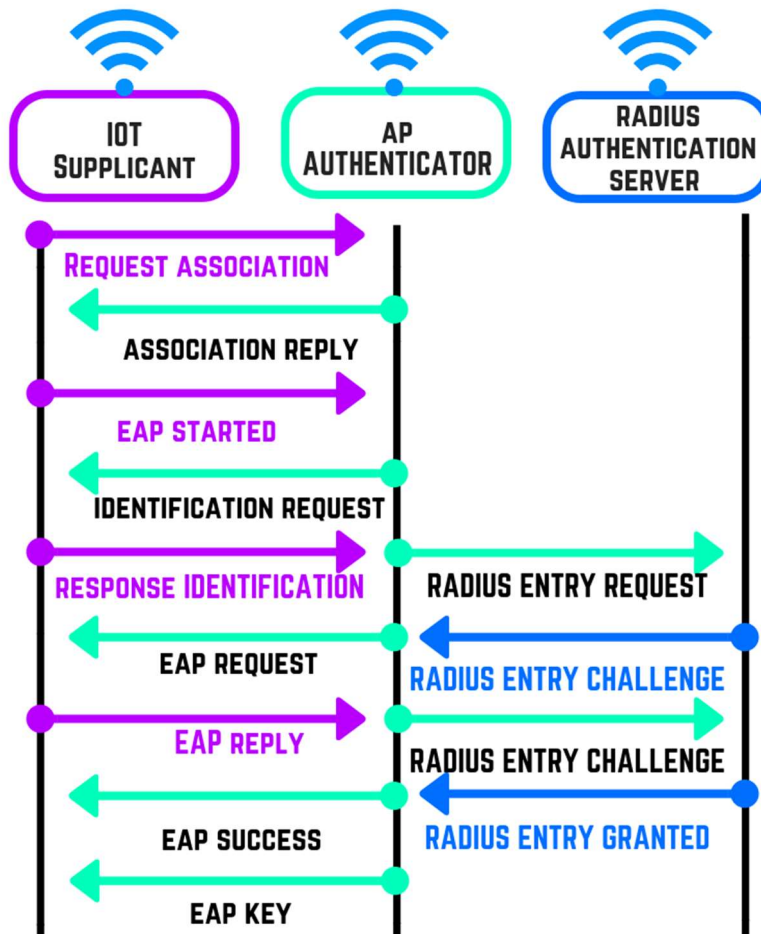 IOT
SUPPLICANT
AP
AUTHENTICATOR
RADIUS
AUTHENTICATION
SERVER
REQUEST ASSOCIATION
ASSOCIATION REPLY
EAP STARTED
IDENTIFICATION REQUEST
RESPONSE IDENTIFICATION
RADIUS ENTRY REQUEST
EAP REQUEST
RADIUS ENTRY CHALLENGE
EAP REPLY
RADIUS ENTRY CHALLENGE
EAP SUCCESS
RADIUS ENTRY GRANTED
EAP KEY